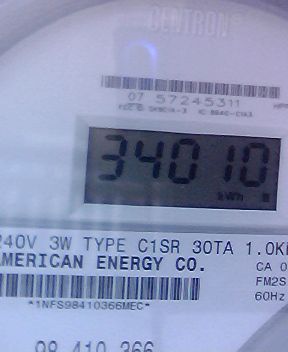 CENTRON®
07 57245311
34010
kWh
240V 3W TYPE C1SR 30TA 1.0K
AMERICAN ENERGY CO.
CA 0
FM2S
60Hz
*1NFS98410366MEC*
98 410 366